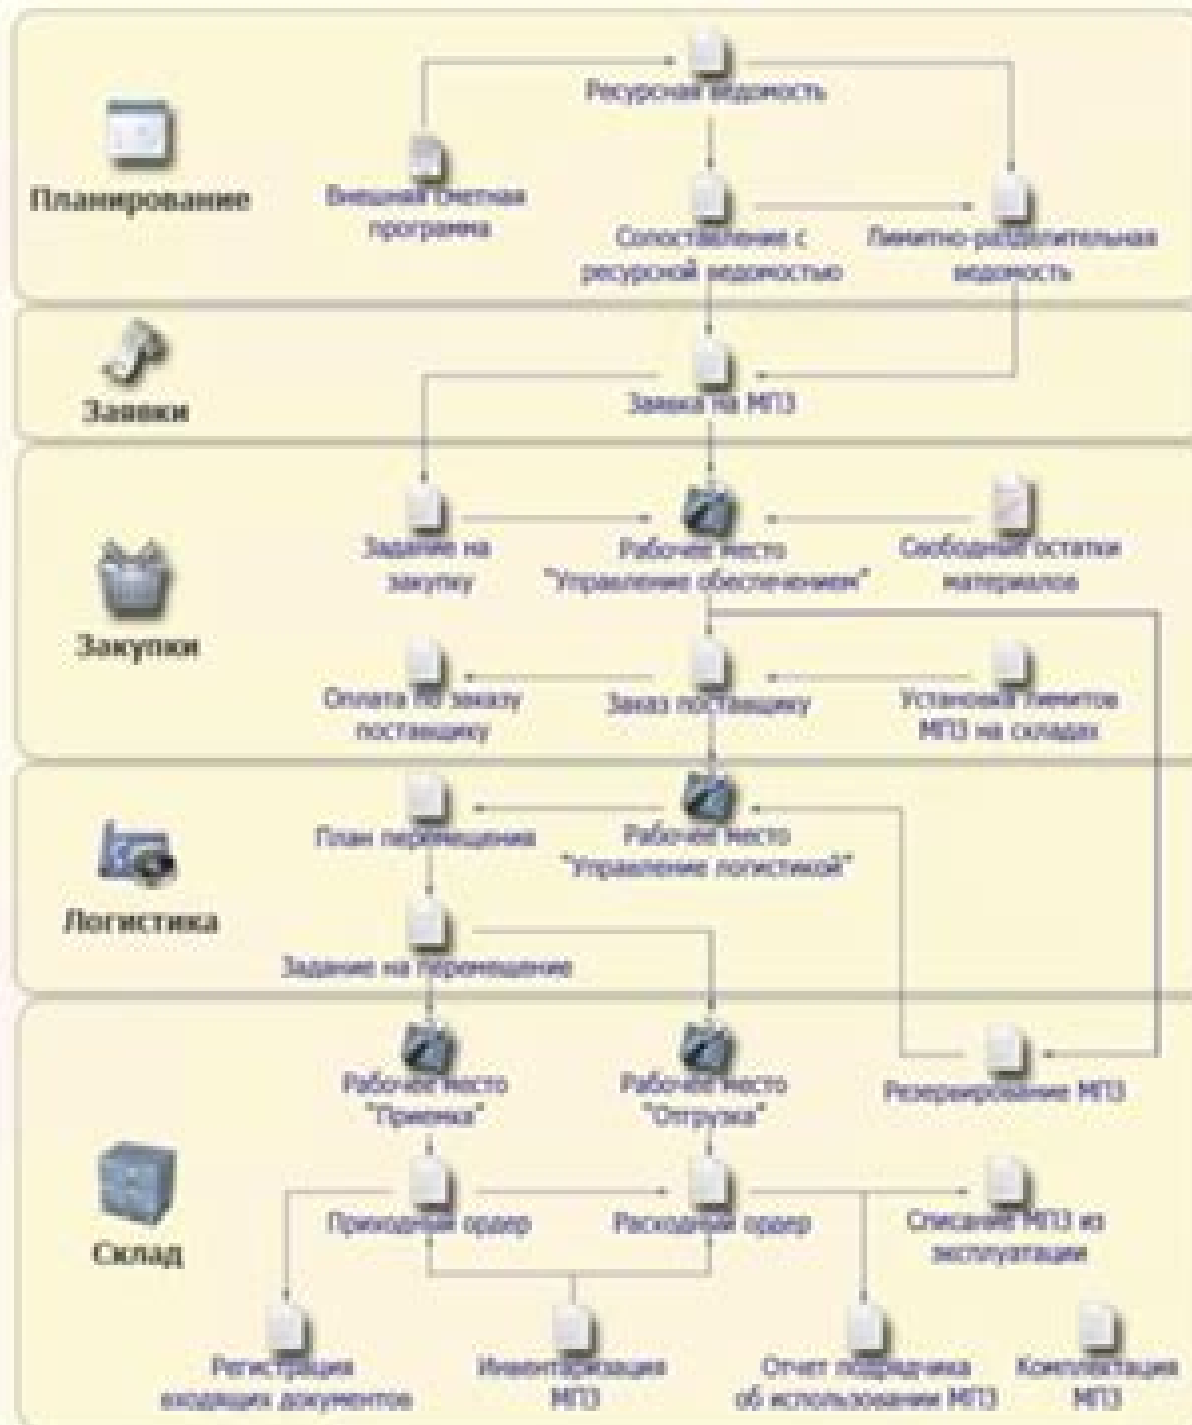 Ресурсная ведомость
Планирование
Внешняя сметная
программа
Сопоставление с
ресурсной ведомостью
Лимитно-разделительная
ведомость
Заявки
Заявка на МПЗ
Закупки
Задание на
закупку
Рабочее место
"Управление обеспечением"
Свободные остатки
материалов
Оплата по заказу
поставщику
Заказ поставщику
Установка лимитов
МПЗ на складах
Логистика
План перемещения
Рабочее место
"Управление логистикой"
Задание на перемещение
Склад
Рабочее место
"Приемка"
Рабочее место
"Отгрузка"
Резервирование МПЗ
Приходный ордер
Расходный ордер
Списание МПЗ из
эксплуатации
Регистрация
входящих документов
Инвентаризация
МПЗ
Отчет подрядчика
об использовании МПЗ
Комплектация
МПЗ